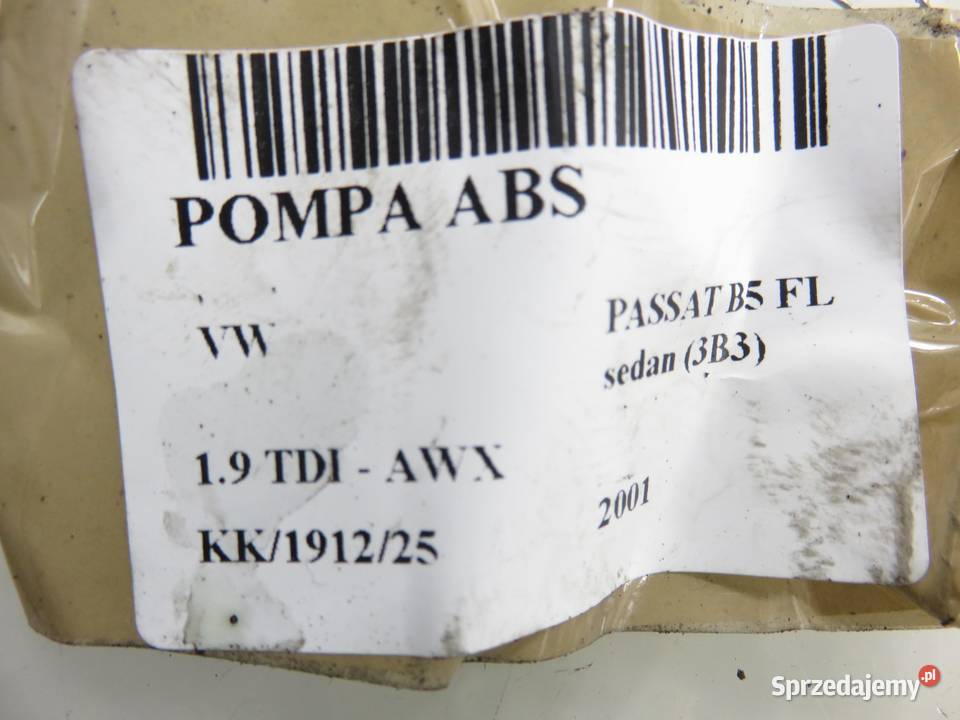 POMPA ABS
VW
PASSAT B5 FL
sedan (3B3)
1.9 TDI - AWX
2001
KK/1912/25
Sprzedajemy.pl